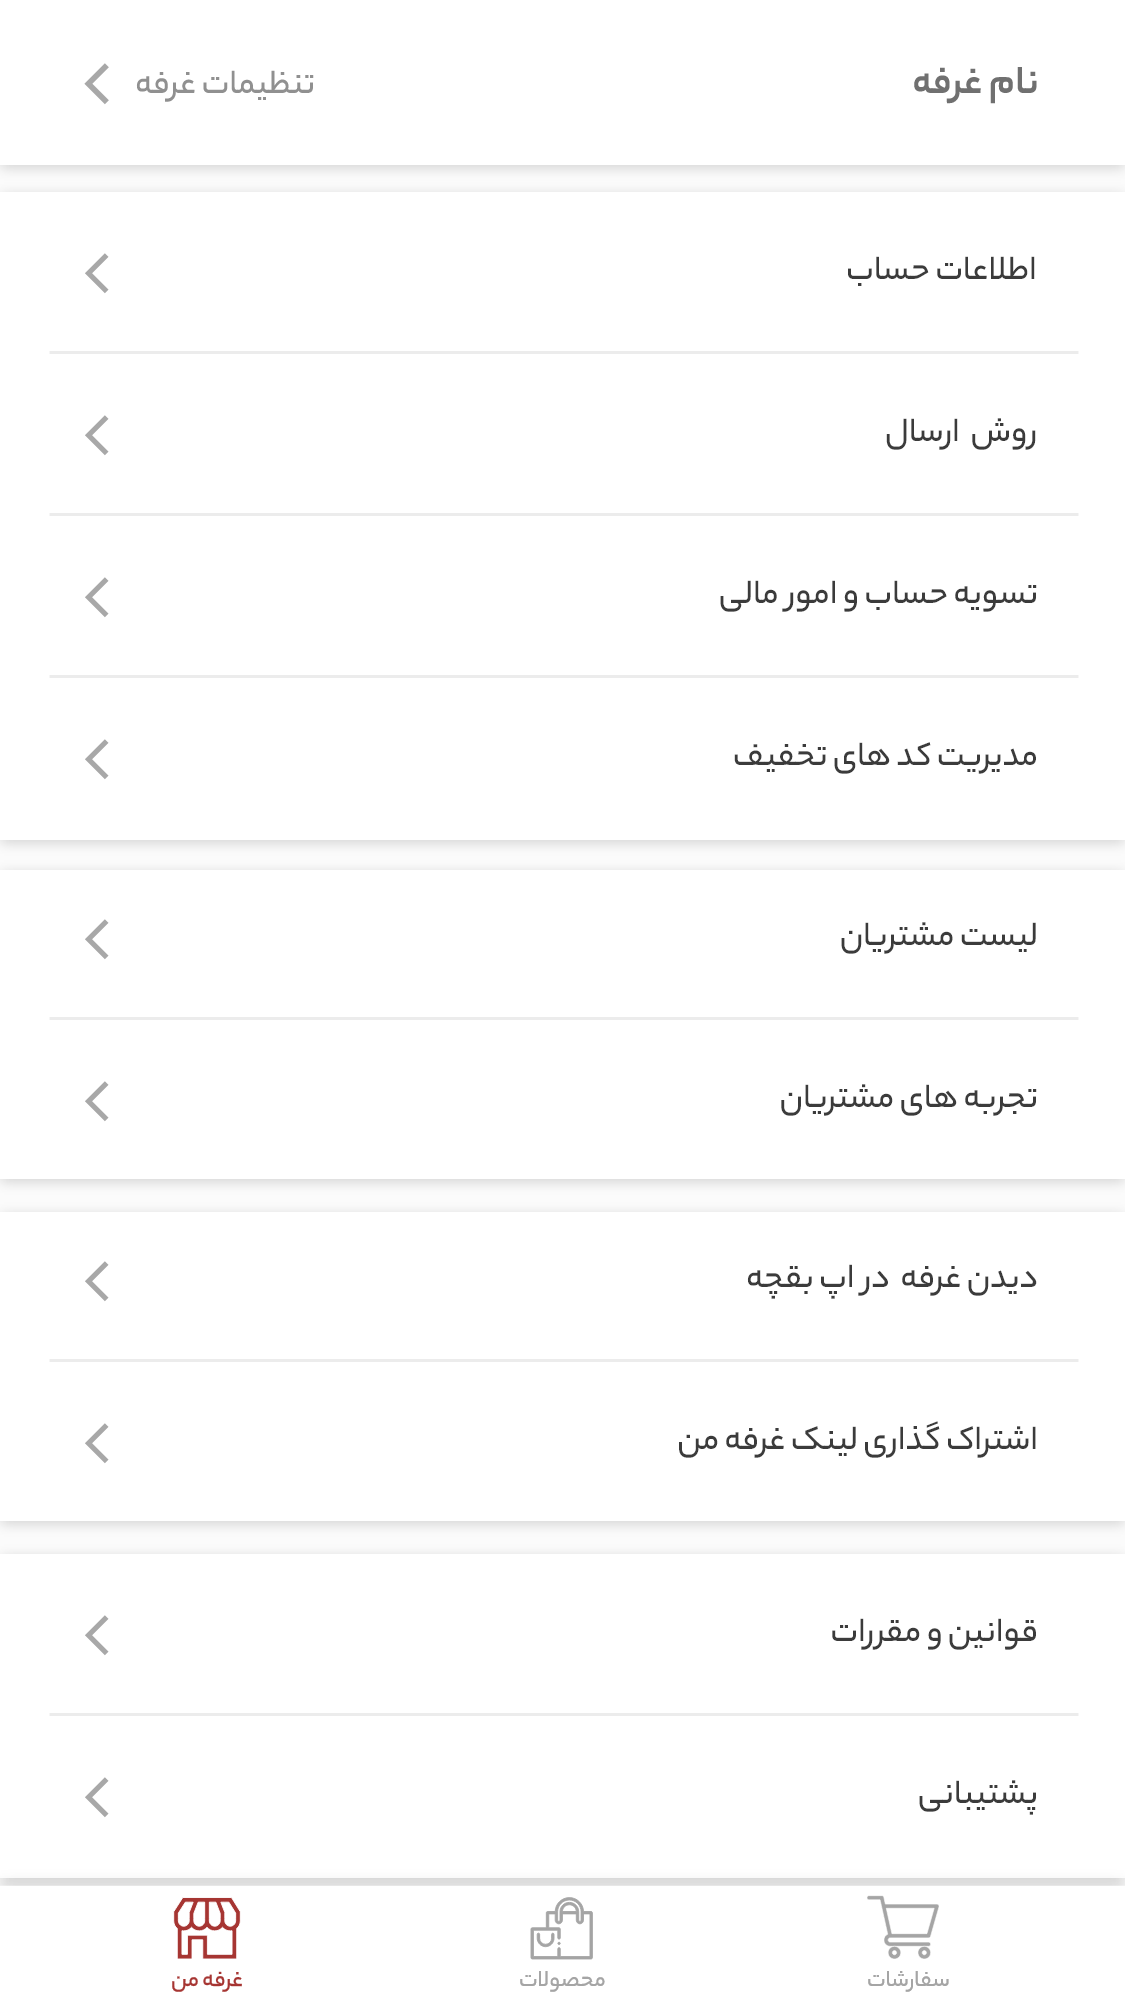 نام غرفه
تنظیمات غرفه
اطلاعات حساب
روش ارسال
تسویه حساب و امور مالی
مدیریت کد های تخفیف
لیست مشتریان
تجربه های مشتریان
دیدن غرفه در اپ بقچه
اشتراک گذاری لینک غرفه من
قوانین و مقررات
پشتیبانی
سفارشات
محصولات
غرفه من